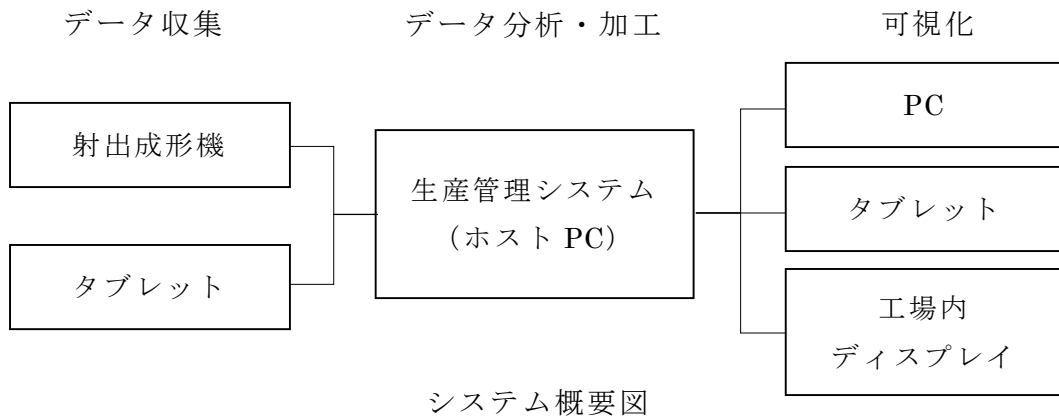 データ収集
データ分析・加工
可視化
射出成形機
タブレット
生産管理システム
（ホスト PC）
PC
タブレット
工場内
ディスプレイ
システム概要図